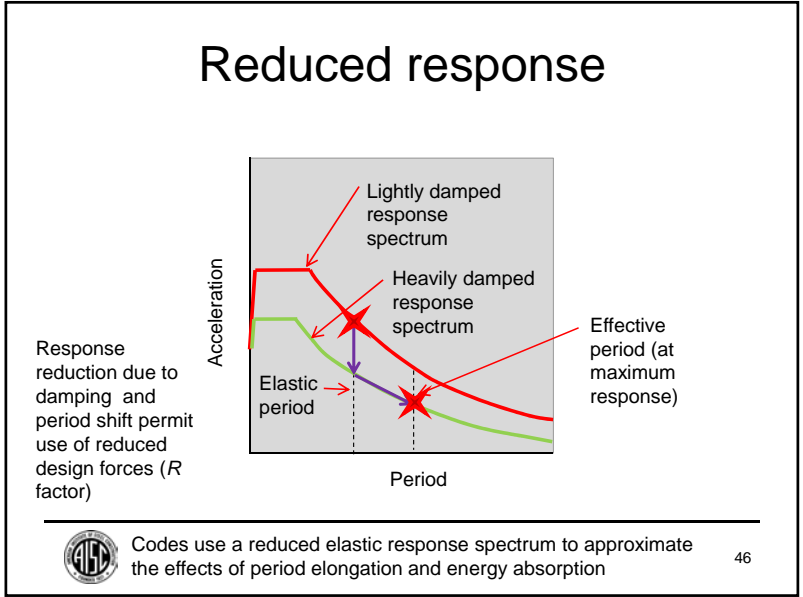 Reduced response
Lightly damped
response
spectrum
Heavily damped
response
spectrum
Acceleration
Effective
period (at
maximum
response)
Response
reduction due to
damping and
period shift permit
use of reduced
design forces (R
factor)
Elastic
period
Period
AISC
Codes use a reduced elastic response spectrum to approximate
the effects of period elongation and energy absorption
46